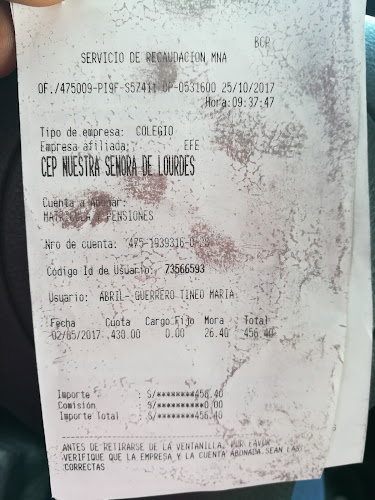 BCP
SERVICIO DE RECAUDACION MNA
OF./475009-P19F-S57411 OP-0531600 25/10/2017
Hora:09:37:47
Tipo de empresa: COLEGIO
Empresa afiliada: EFE
CEP NUESTRA SENORA DE LOURDES
Cuenta a Abonar:
MATRICULA Y PENSIONES
Nro de cuenta: 475-1939316-0-23
Código Id de Usuario: 73566593
Usuario: ABRIL- GUERRERO TINEO MARIA
Fecha Cuota Cargo Fijo Mora Total
02/05/2017 430.00 0.00 26.40 456.40
Importe : S/********456.40
Comisión S/**********0.00
Importe Total : S/********456.40
ANTES DE RETIRARSE DE LA VENTANILLA, POR FAVOR
VERIFIQUE QUE LA EMPRESA Y LA CUENTA ABONADA SEAN LAS
CORRECTAS